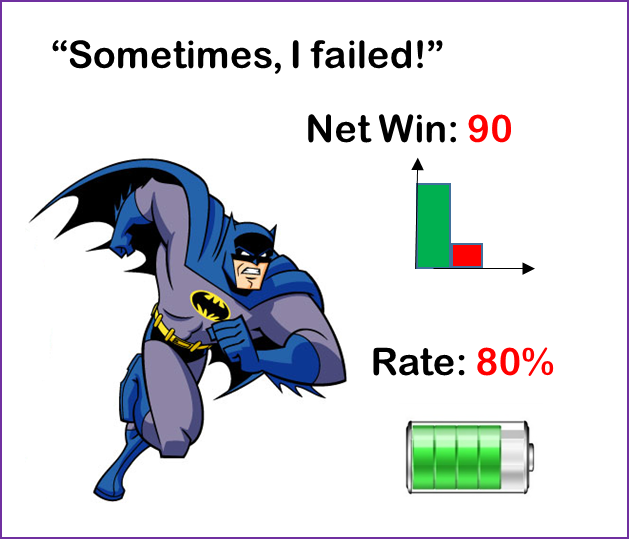 “Sometimes, I failed!”
Net Win: 90
Rate: 80%